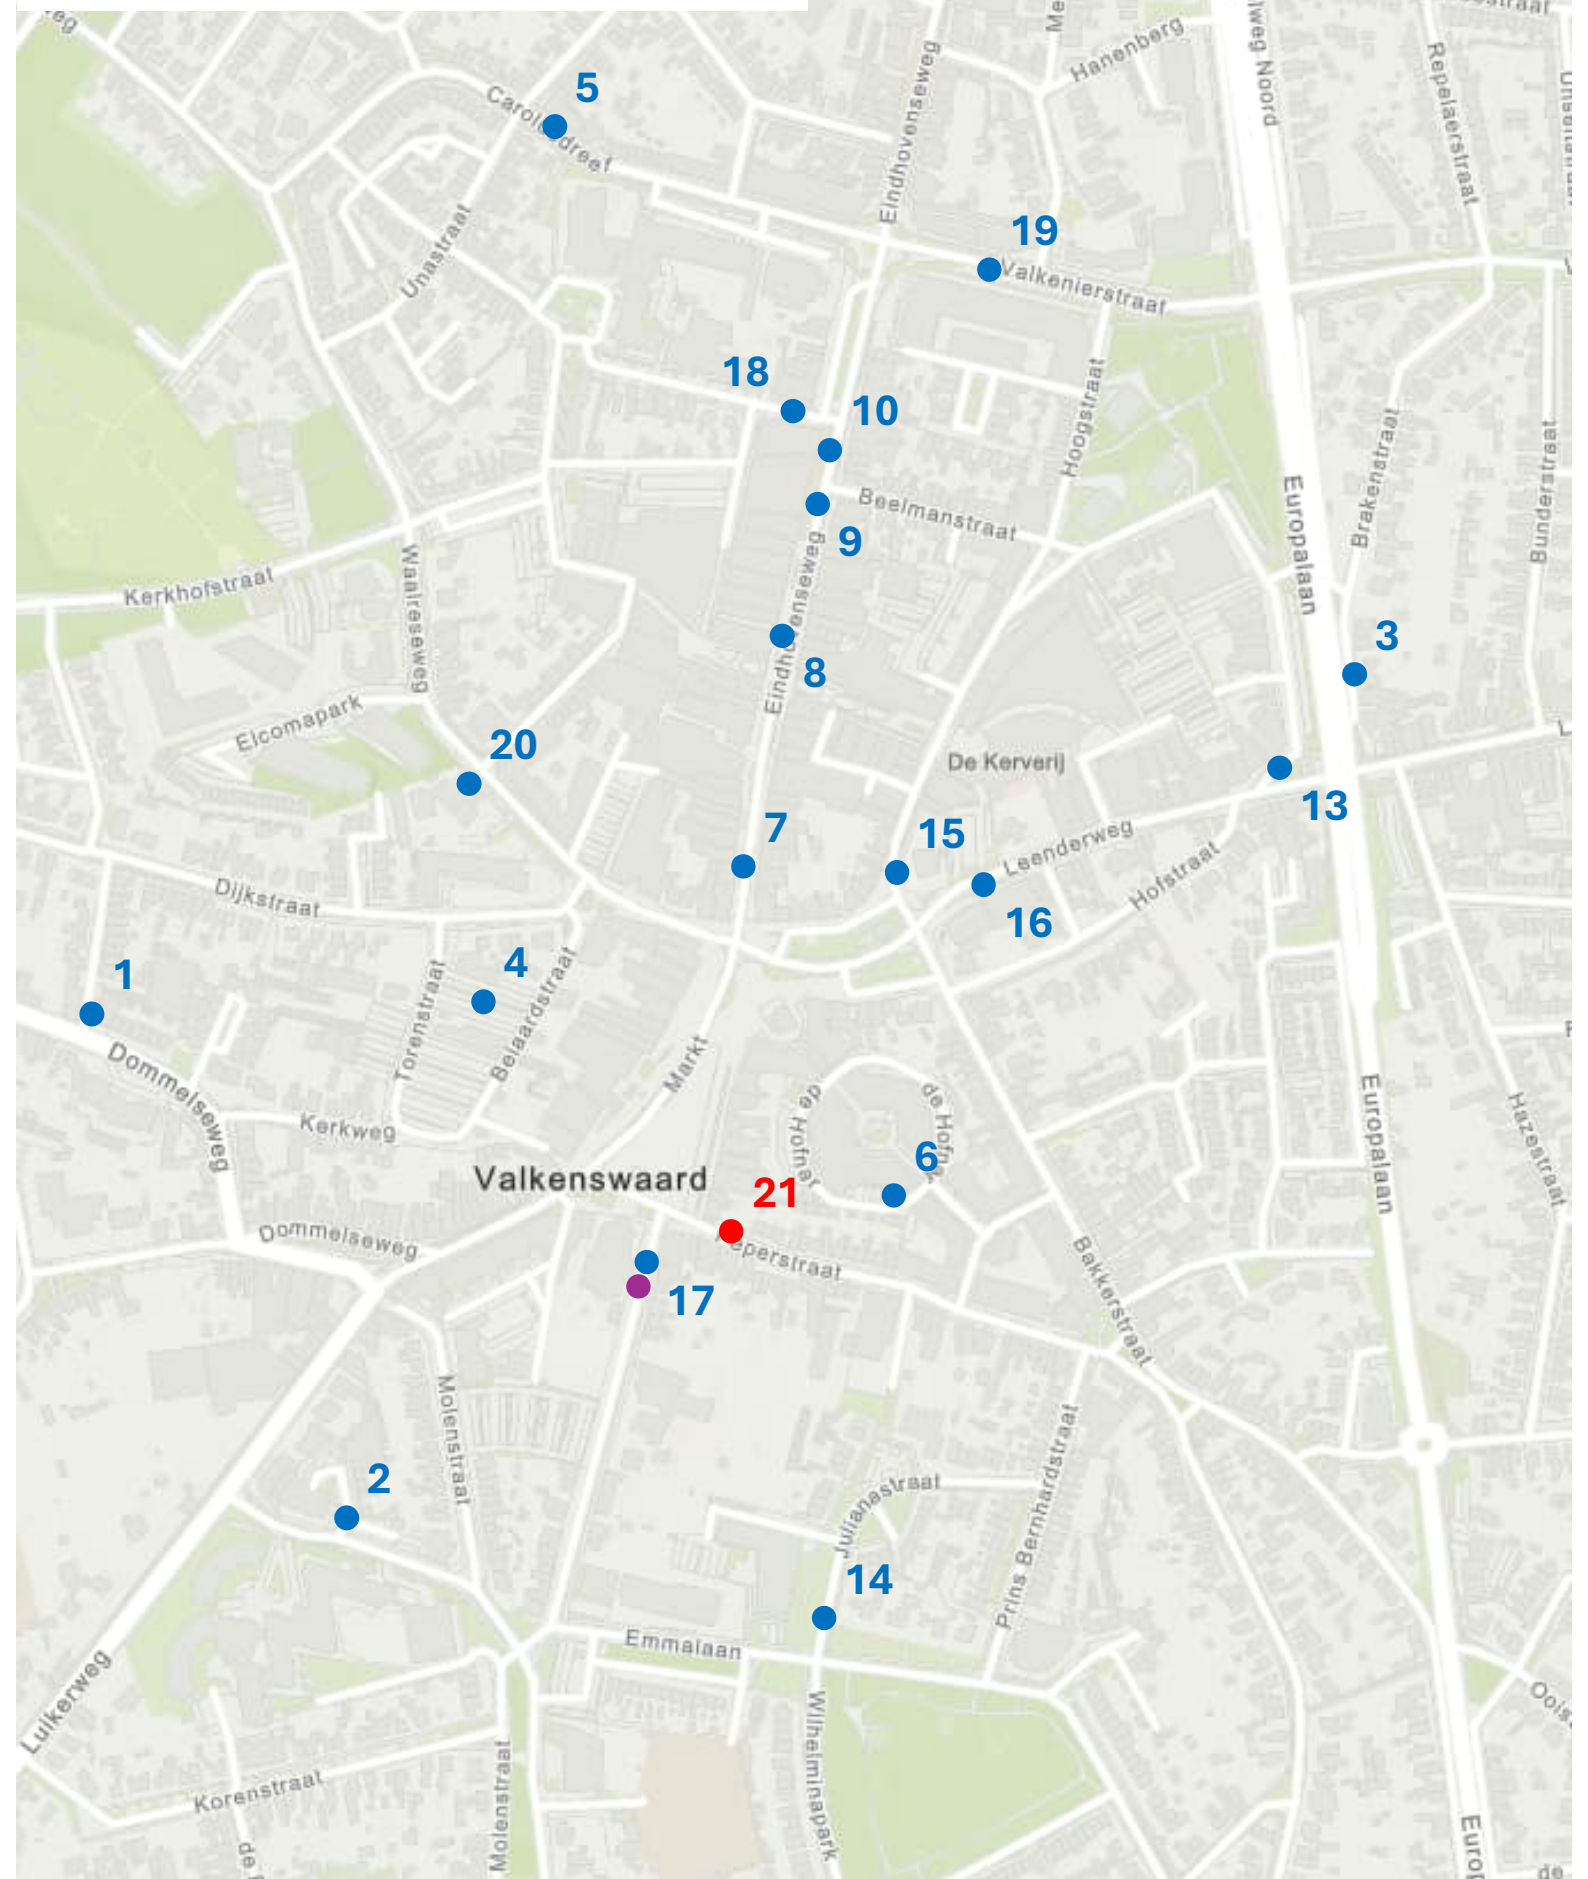 5
Hanenberg
Eindhovenseweg
Repelaerstraat
19
Valkenierstraat
Unastraat
18
10
Hoogstraat
Beelmanstraat
9
Brakenstraat
Bunderstraat
Europalaan
Kerkhofstraat
Waalreseweg
Eindhovenseweg
8
3
Elcomapark
20
De Kerverij
13
7
15
Leenderweg
16
Hofstraat
Dijkstraat
1
4
Torenstraat
Belaardstraat
Markt
Dommelseweg
Kerkweg
de Hofnar
de Hofnar
6
Europalaan
Hazestraat
Valkenswaard
21
Dommelseweg
eperstraat
17
Bakkerstraat
Molenstraat
2
Julianastraat
Prins Bernhardstraat
14
Emmalaan
Luikerweg
Wilhelminapark
Korenstraat
Molenstraat
de